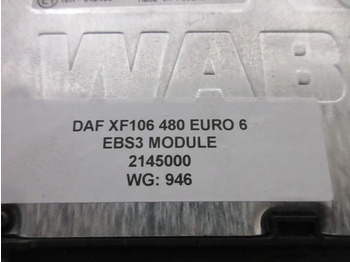 WAB
DAF XF106 480 EURO 6
EBS3 MODULE
2145000
WG: 946